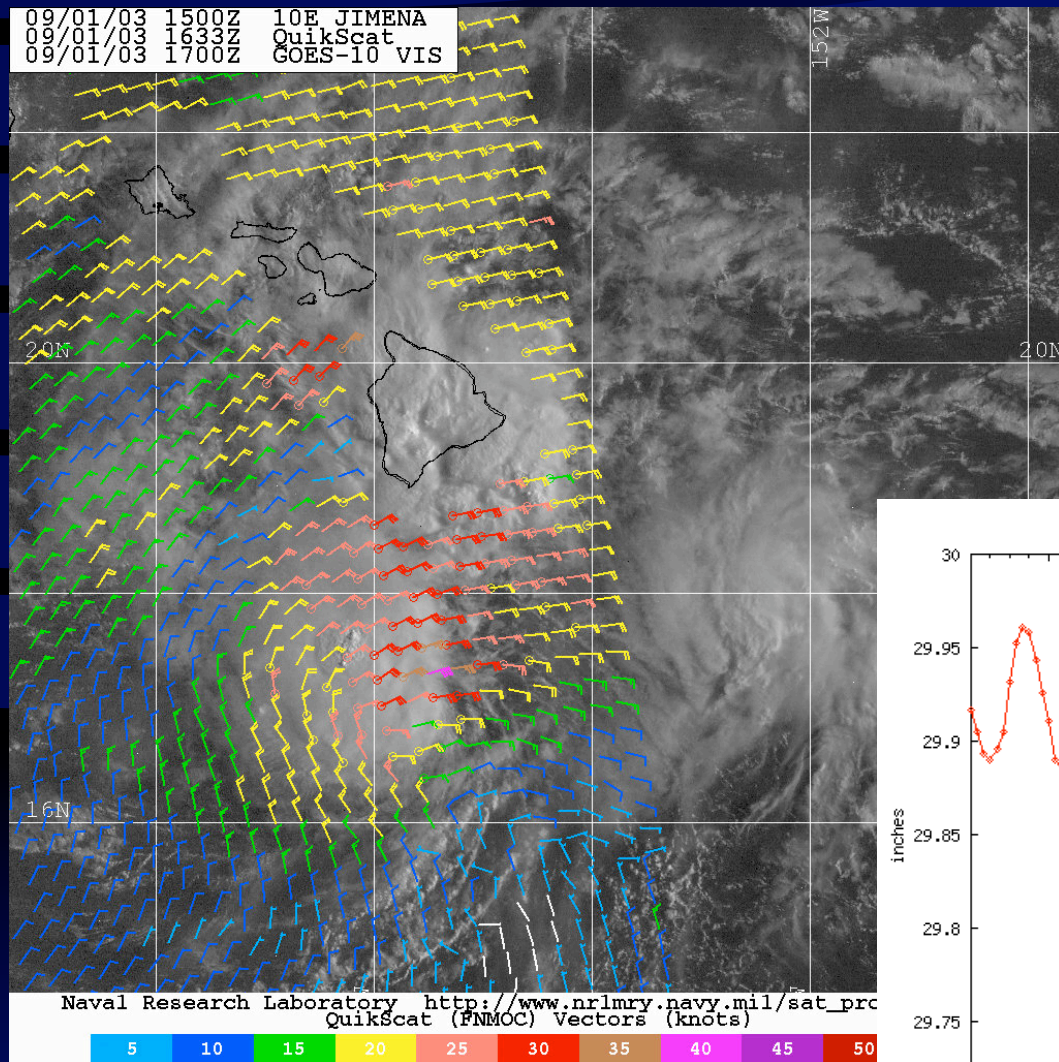 09/01/03 1500Z 10E JIMENA
09/01/03 1633Z QuikScat
09/01/03 1700Z GOES-10 VIS
152W
20N
20N
16N
Naval Research Laboratory http://www.nrlmry.navy.mil/sat_pro
QuikScat (FNMOC) Vectors (knots)
5 10 15 20 25 30 35 40 45 50
30
29.95
29.9
29.85
29.8
29.75
inches